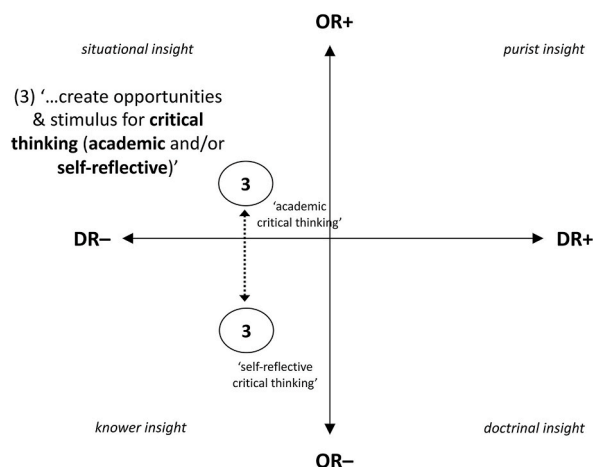 OR+
situational insight
purist insight
(3) ‘…create opportunities
& stimulus for critical
thinking (academic and/or
self-reflective)’
3
‘academic
critical thinking’
DR–
DR+
3
‘self-reflective
critical thinking’
knower insight
doctrinal insight
OR–